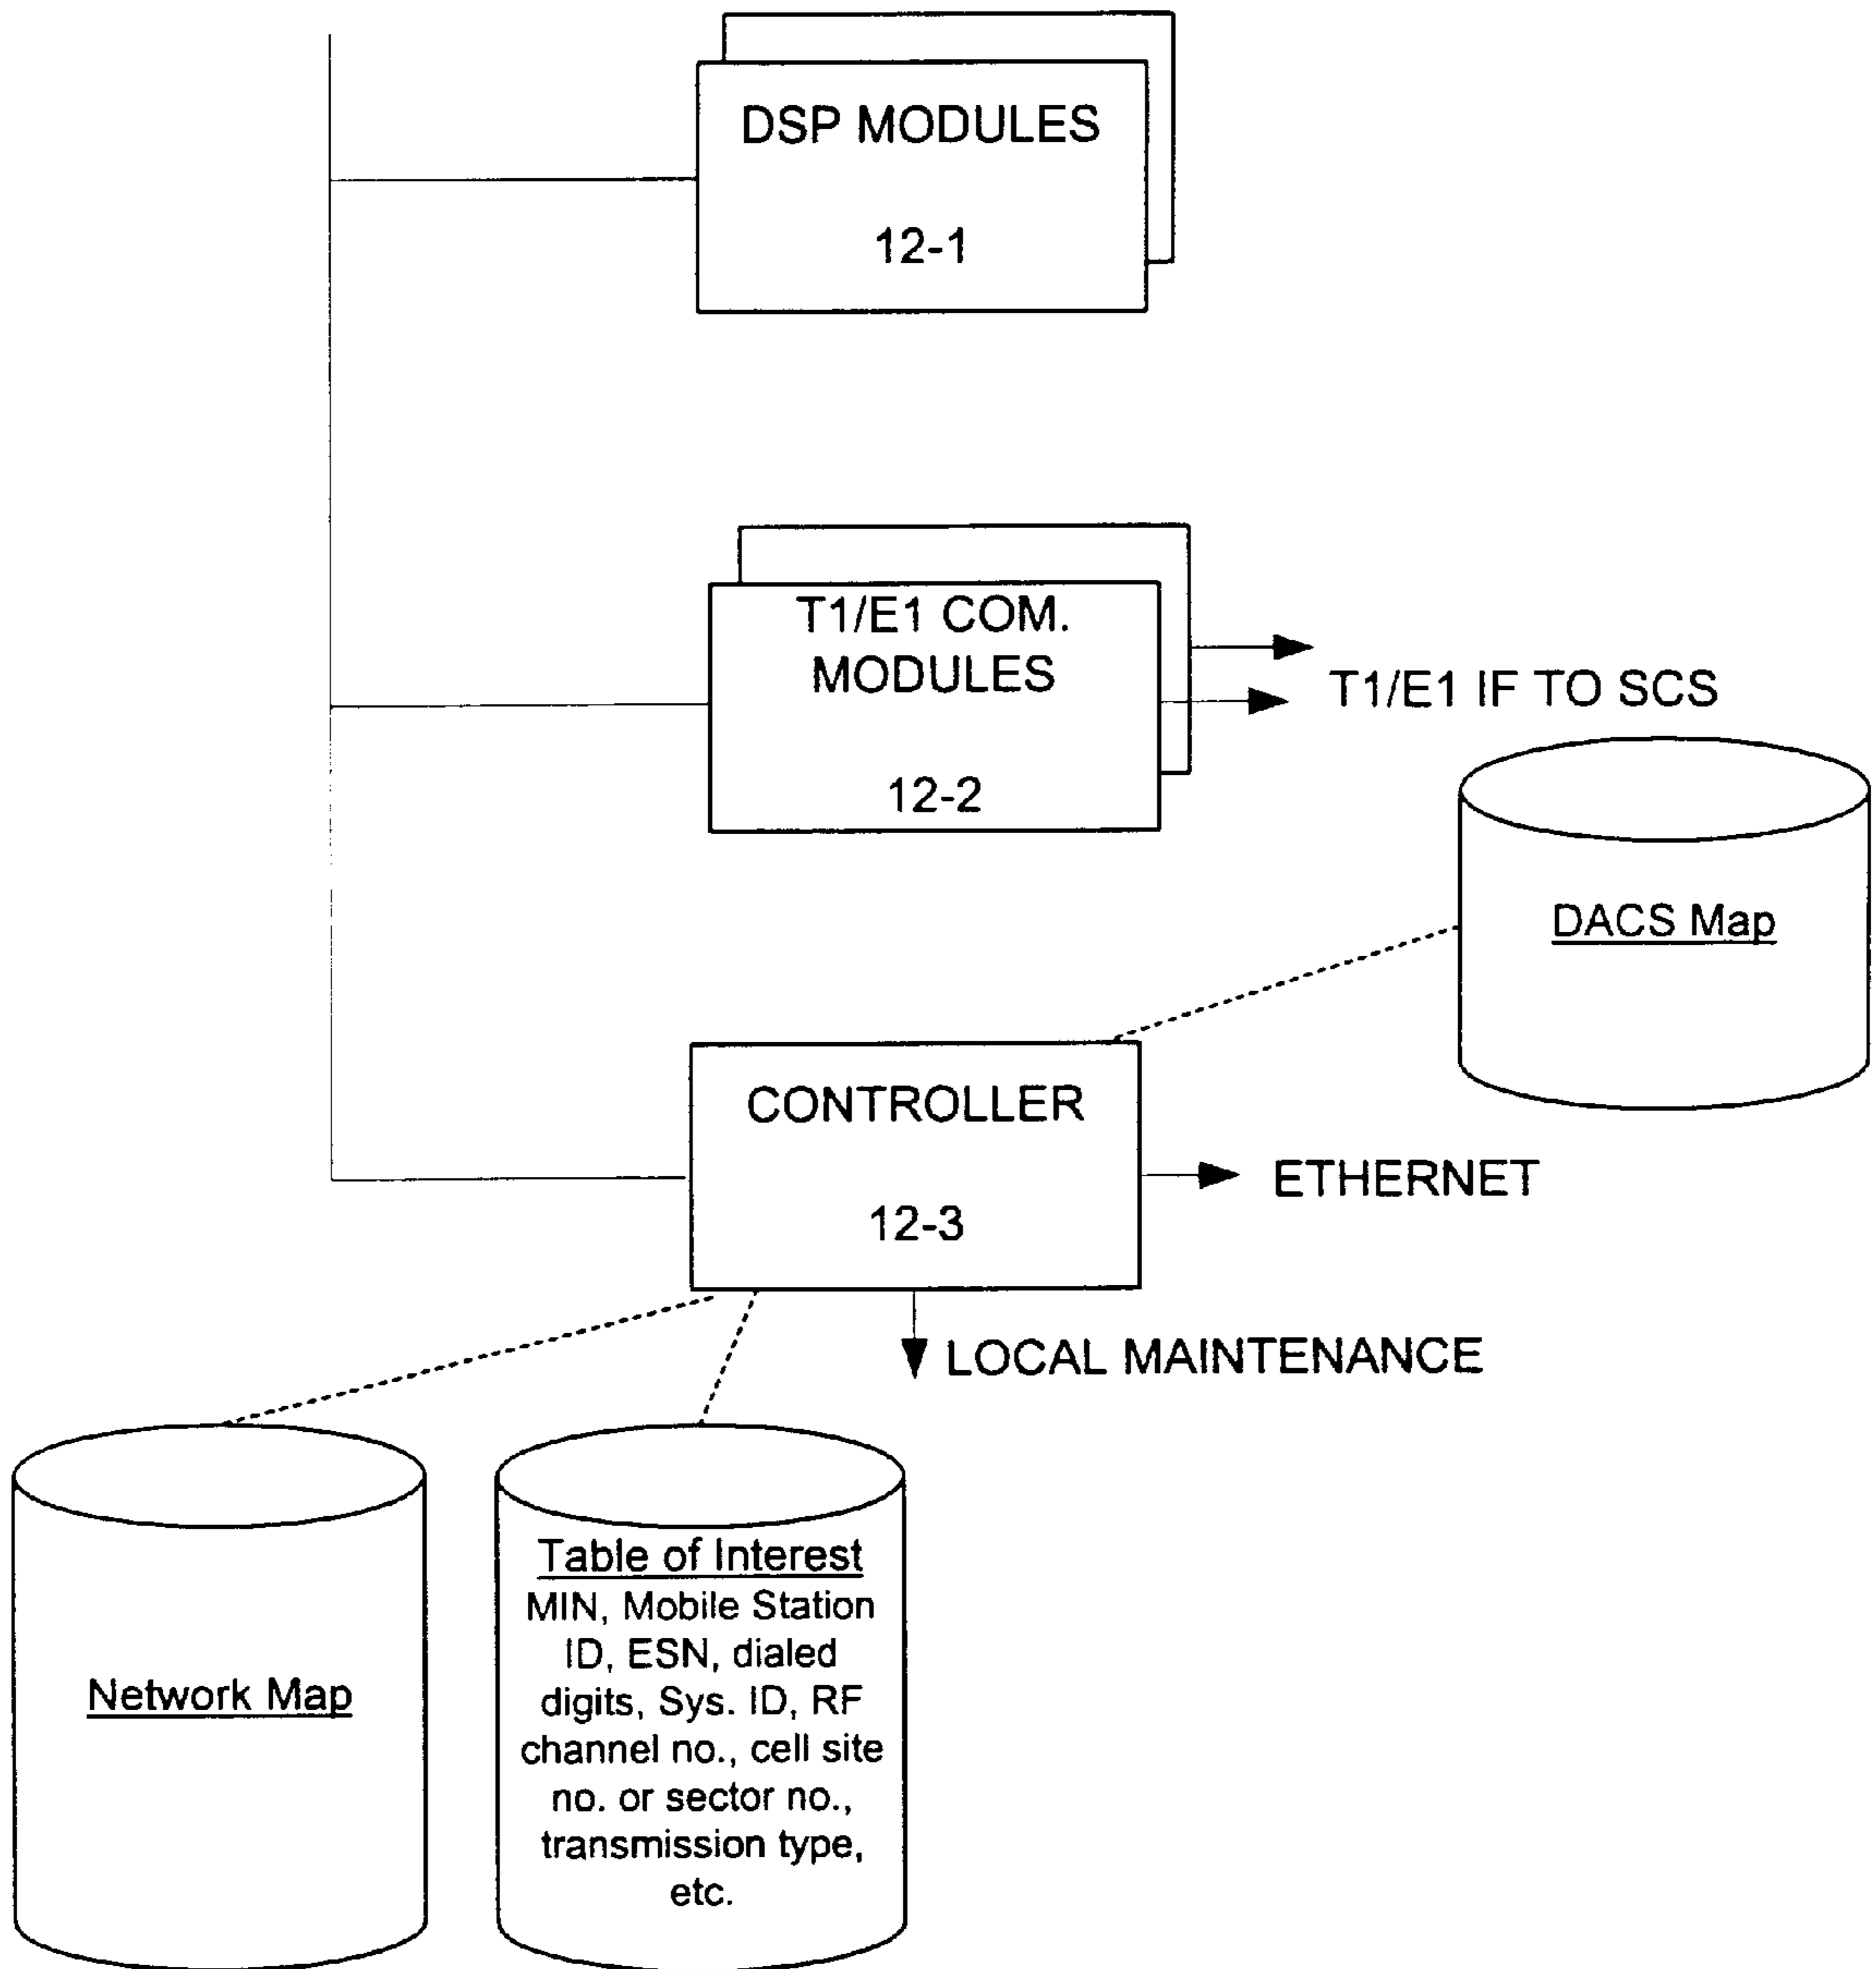 DSP MODULES
12-1
T1/E1 COM.
MODULES
12-2
T1/E1 IF TO SCS
DACS Map
CONTROLLER
12-3
ETHERNET
LOCAL MAINTENANCE
Network Map
Table of Interest
MIN, Mobile Station
ID, ESN, dialed
digits, Sys. ID, RF
channel no., cell site
no. or sector no.,
transmission type,
etc.